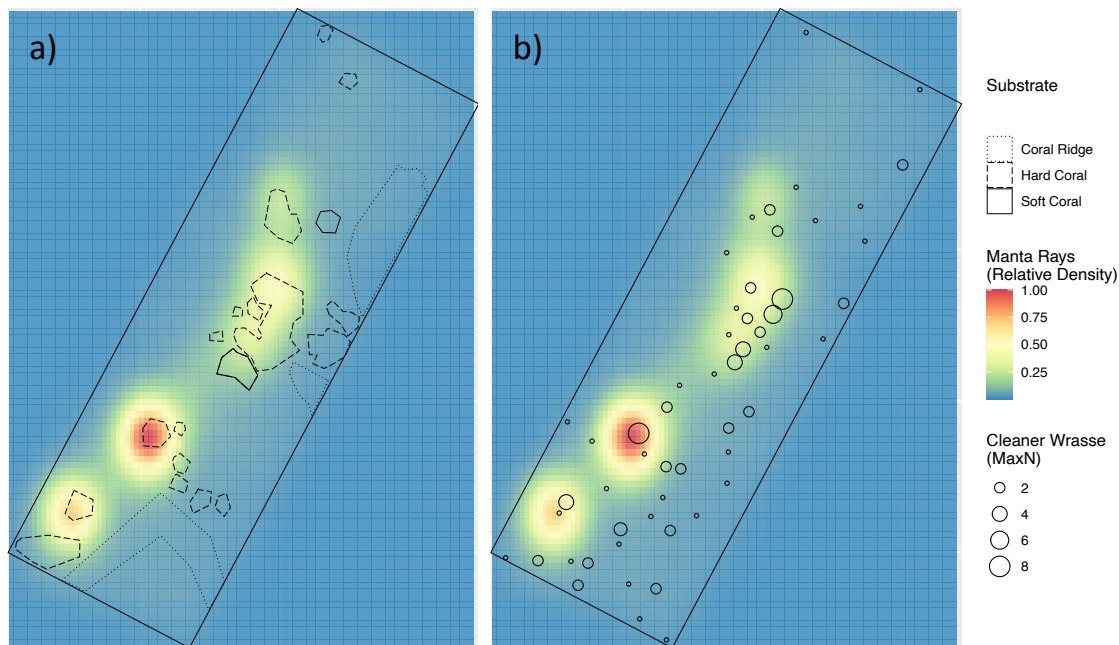 a)
b)
Substrate
Coral Ridge
Hard Coral
Soft Coral
Manta Rays
(Relative Density)
1.00
0.75
0.50
0.25
Cleaner Wrasse
(MaxN)
2
4
6
8